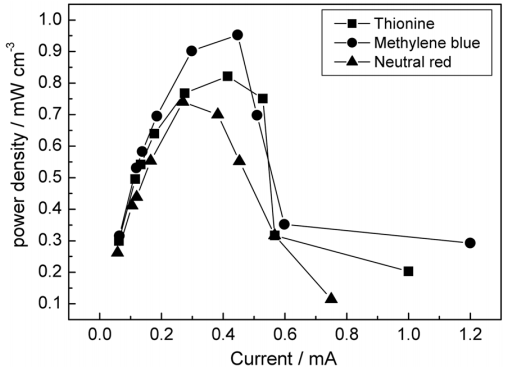 Thionine
Methylene blue
Neutral red
power density / mW cm-3
1.0
0.9
0.8
0.7
0.6
0.5
0.4
0.3
0.2
0.1
0.0 0.2 0.4 0.6 0.8 1.0 1.2
Current / mA